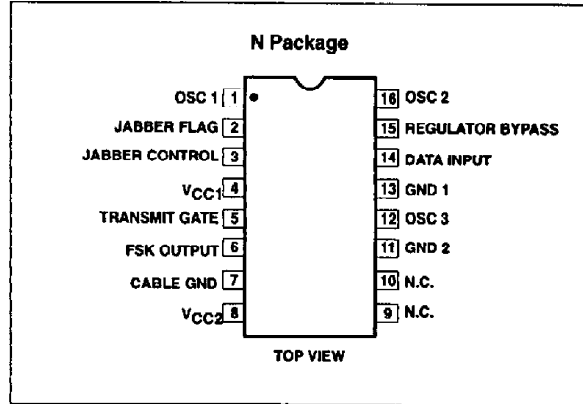 N Package
OSC 1 1 16 OSC 2
JABBER FLAG 2 15 REGULATOR BYPASS
JABBER CONTROL 3 14 DATA INPUT
VCC1 4 13 GND 1
TRANSMIT GATE 5 12 OSC 3
FSK OUTPUT 6 11 GND 2
CABLE GND 7 10 N.C.
VCC2 8 9 N.C.
TOP VIEW